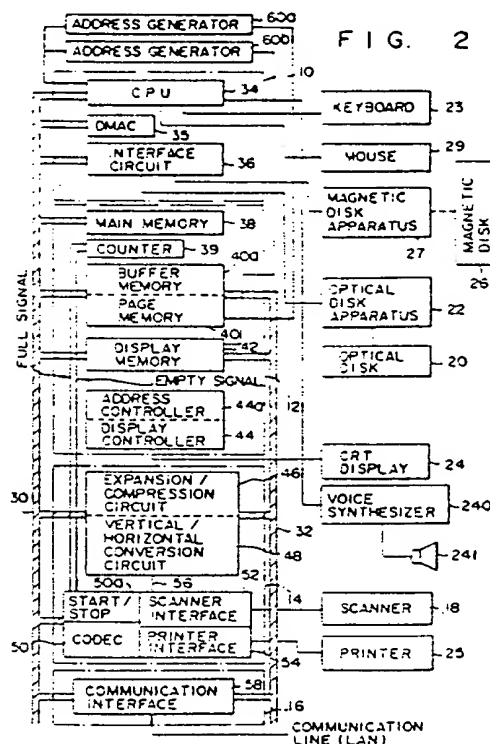 FIG. 2
ADDRESS GENERATOR 60a
ADDRESS GENERATOR 60b
10
CPU 34
DMAC 35
INTERFACE CIRCUIT 36
MAIN MEMORY 38
COUNTER 39
BUFFER MEMORY 40a
PAGE MEMORY 401
DISPLAY MEMORY 42
FULL SIGNAL
EMPTY SIGNAL
ADDRESS CONTROLLER 44a
DISPLAY CONTROLLER 44
12
EXPANSION / COMPRESSION CIRCUIT 46
VERTICAL / HORIZONTAL CONVERSION CIRCUIT 48
30
32
50a
56
52
14
START/STOP
SCANNER INTERFACE
50
CODEC
PRINTER INTERFACE
54
COMMUNICATION INTERFACE 58
16
COMMUNICATION LINE (LAN)
KEYBOARD 23
MOUSE 29
MAGNETIC DISK APPARATUS 27
MAGNETIC DISK 26
OPTICAL DISK APPARATUS 22
OPTICAL DISK 20
CRT DISPLAY 24
VOICE SYNTHESIZER 240
241
SCANNER 18
PRINTER 25